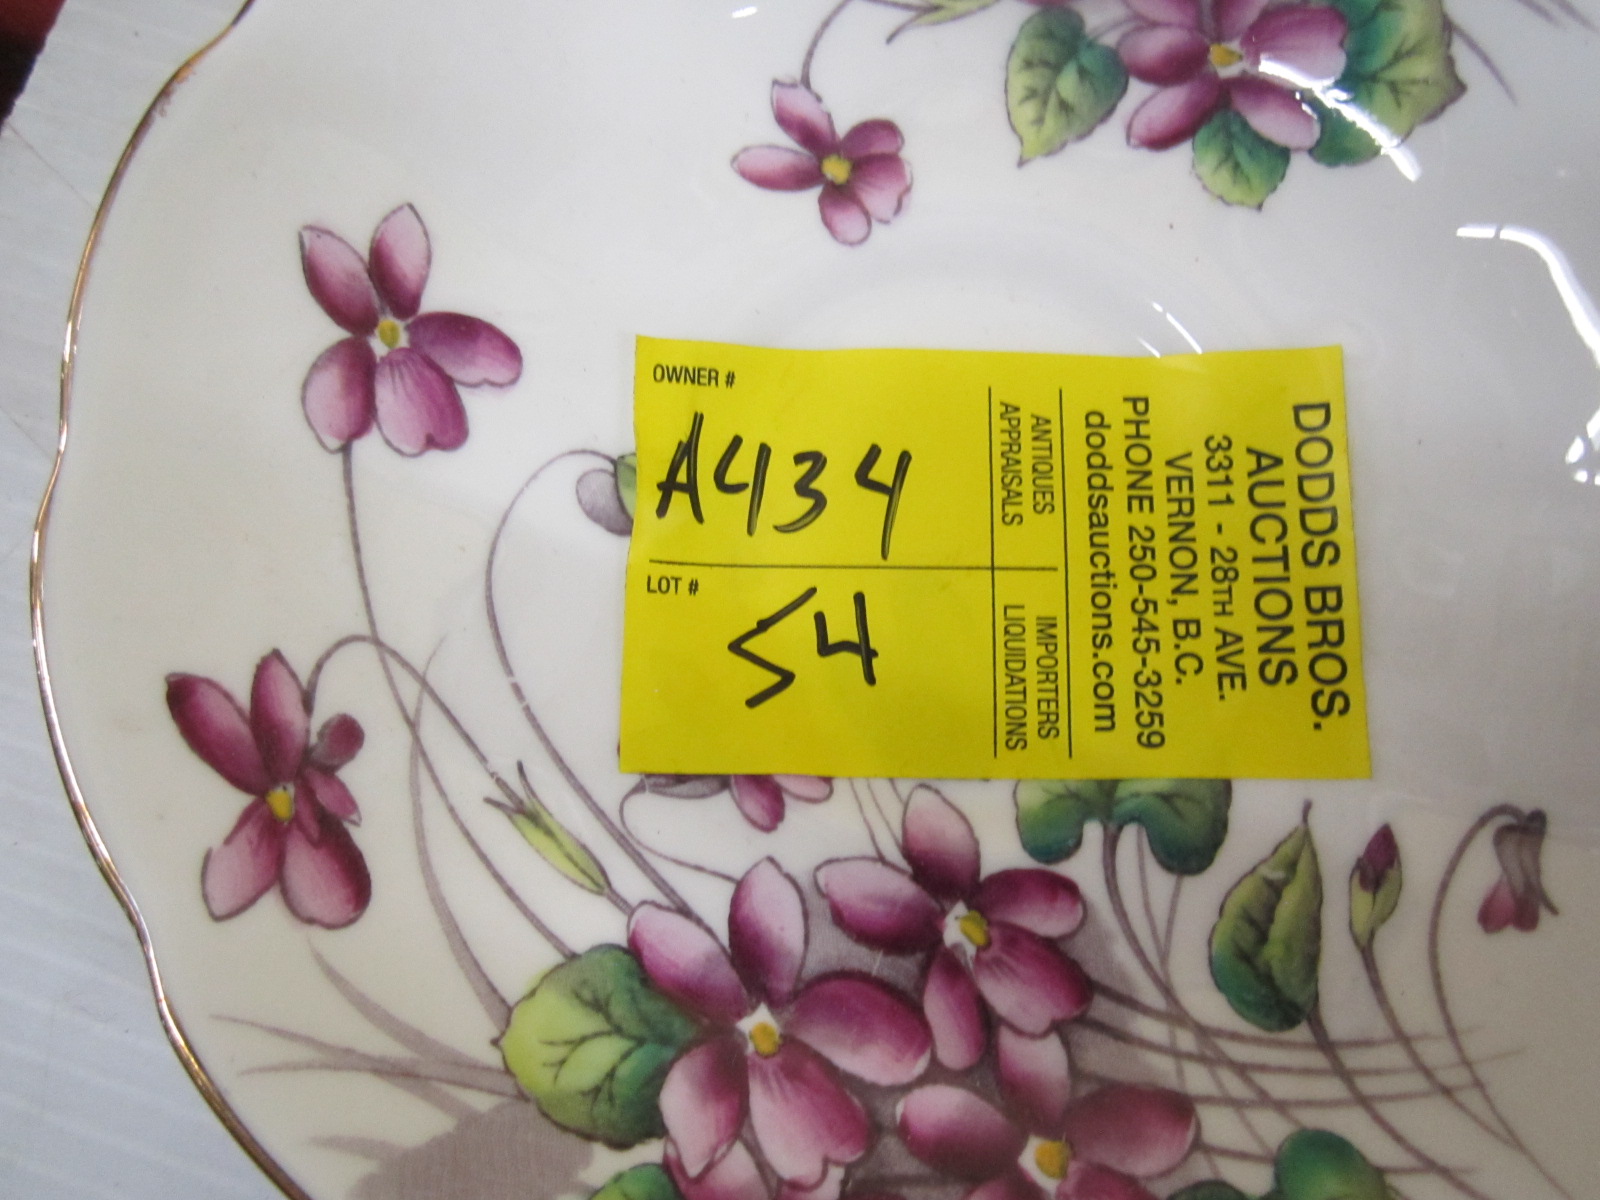 DODDS BROS.
AUCTIONS
3311 - 28TH AVE.
VERNON, B.C.
PHONE 250-545-3259
doddsauctions.com
ANTIQUES IMPORTERS
APPRAISALS LIQUIDATIONS
OWNER #
A434
LOT #